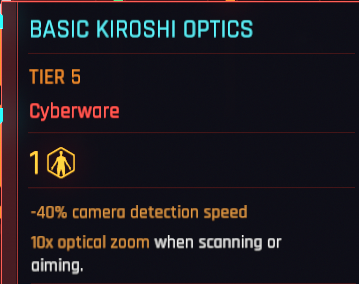 BASIC KIROSHI OPTICS
TIER 5
Cyberware
1
-40% camera detection speed
10x optical zoom when scanning or
aiming.